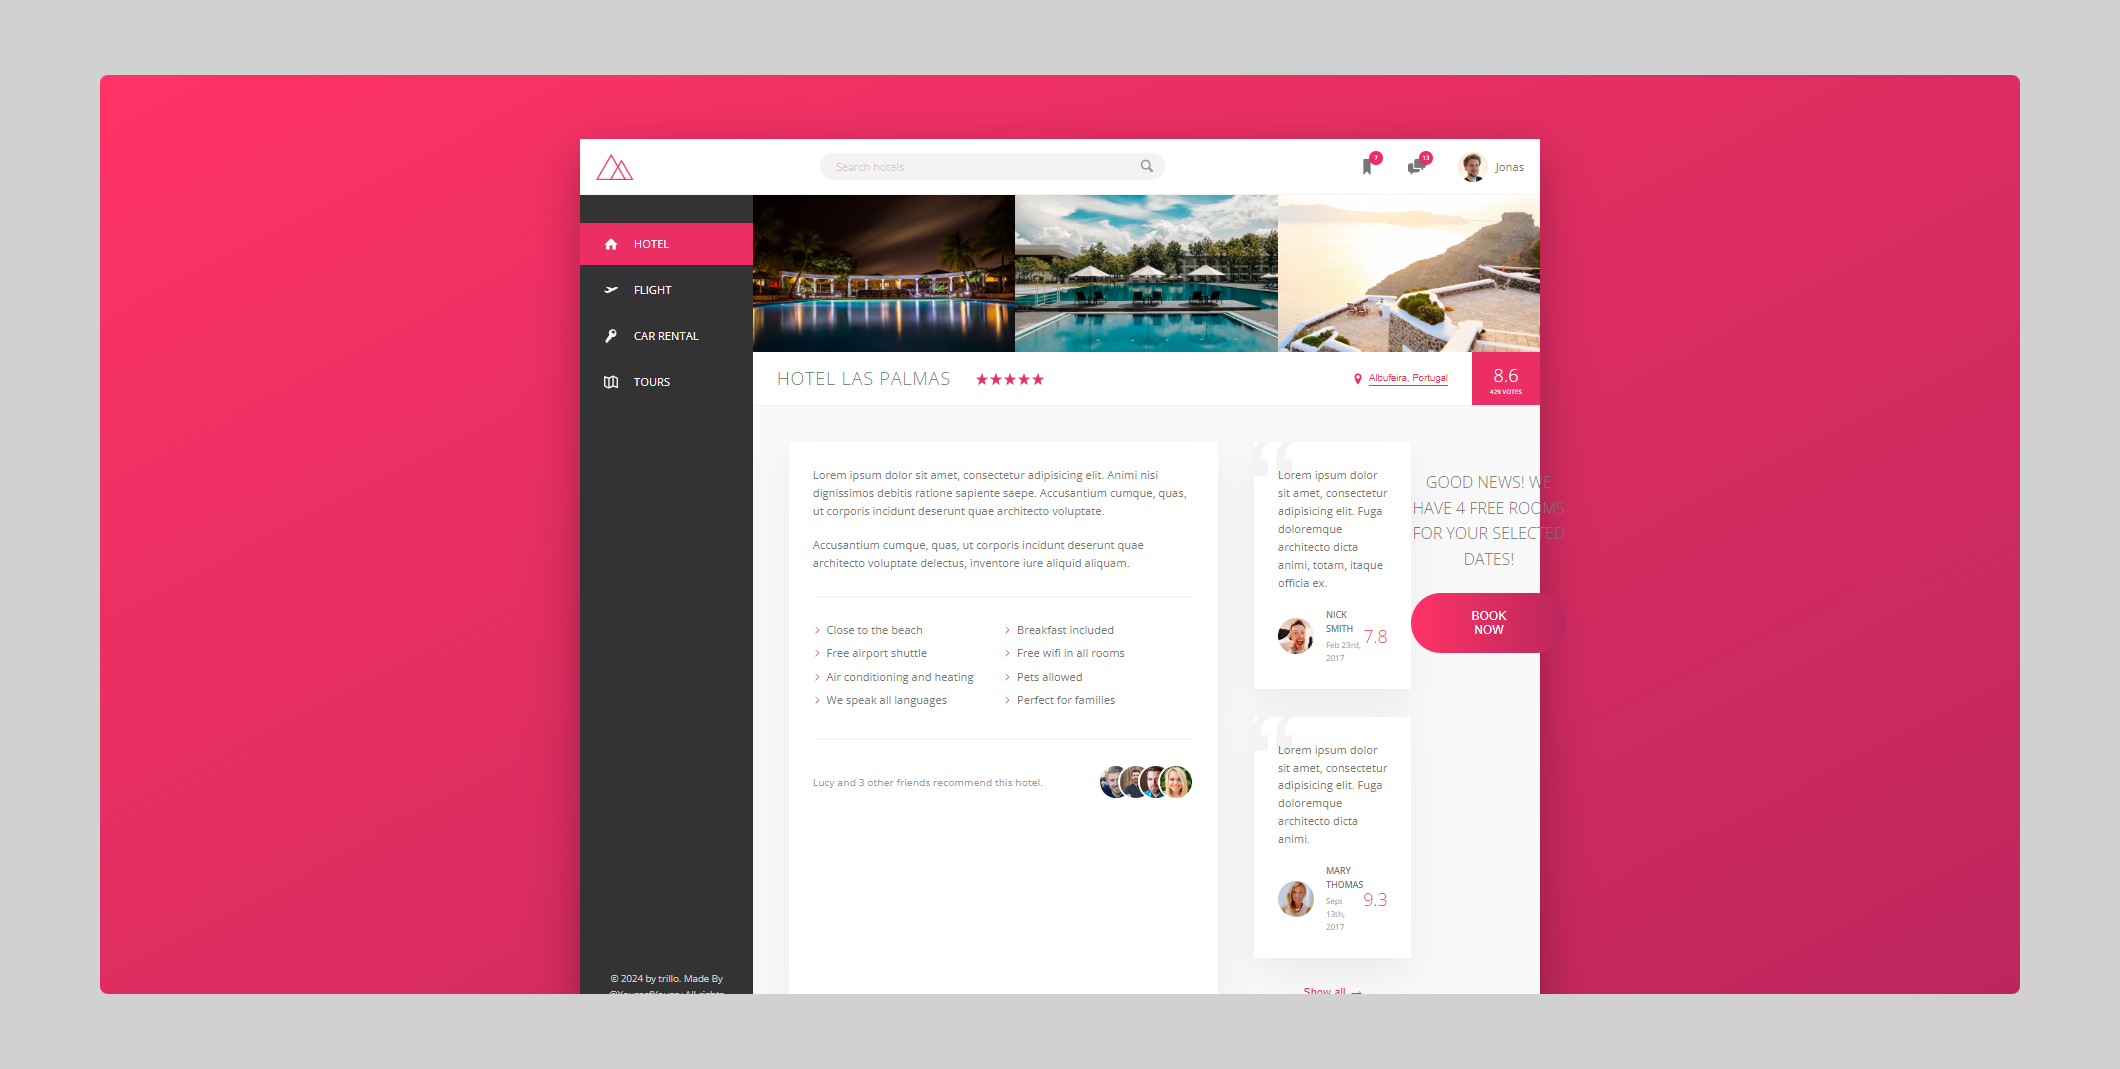 Search hotels
7
13
Jonas
HOTEL
FLIGHT
CAR RENTAL
TOURS
HOTEL LAS PALMAS
Albufeira, Portugal
8.6
429 VOTES
Lorem ipsum dolor sit amet, consectetur adipisicing elit. Animi nisi
dignissimos debitis ratione sapiente saepe. Accusantium cumque, quas,
ut corporis incidunt deserunt quae architecto voluptate.
Accusantium cumque, quas, ut corporis incidunt deserunt quae
architecto voluptate delectus, inventore iure aliquid aliquam.
Close to the beach
Free airport shuttle
Air conditioning and heating
We speak all languages
Breakfast included
Free wifi in all rooms
Pets allowed
Perfect for families
Lucy and 3 other friends recommend this hotel.
“
Lorem ipsum dolor
sit amet, consectetur
adipisicing elit. Fuga
doloremque
architecto dicta
animi, totam, itaque
officia ex.
NICK
SMITH
Feb 23rd,
2017
7.8
“
Lorem ipsum dolor
sit amet, consectetur
adipisicing elit. Fuga
doloremque
architecto dicta
animi.
MARY
THOMAS
Sept
13th,
2017
9.3
Show all →
GOOD NEWS! WE
HAVE 4 FREE ROOMS
FOR YOUR SELECTED
DATES!
BOOK
NOW
© 2024 by trillo. Made By